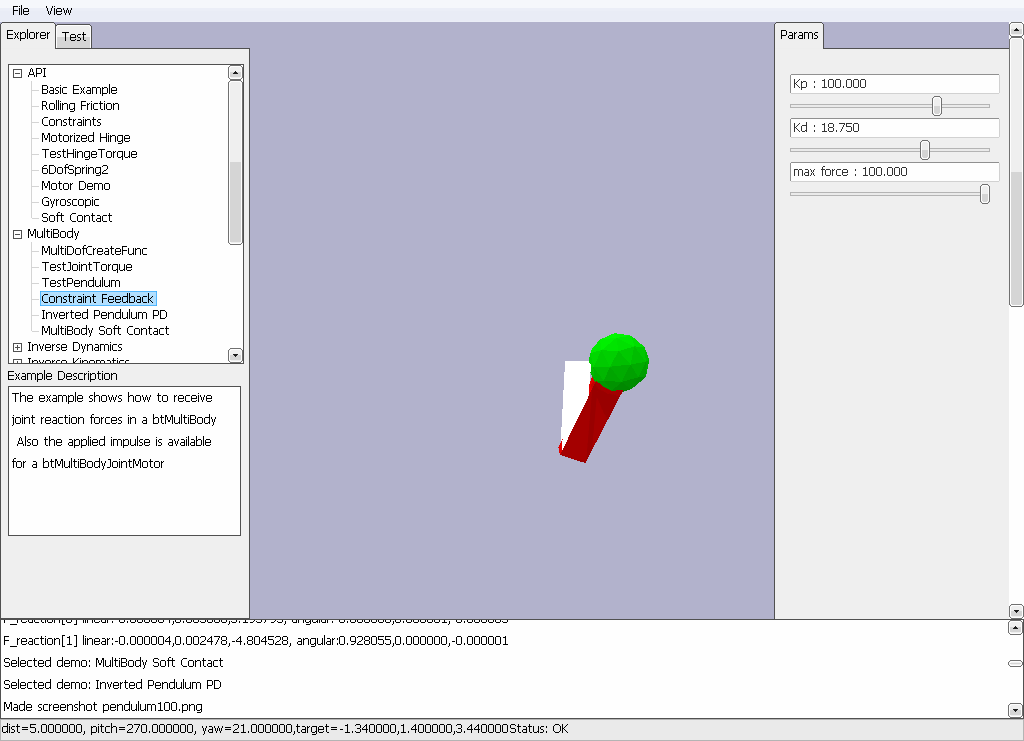 File View
Explorer Test
API
Basic Example
Rolling Friction
Constraints
Motorized Hinge
TestHingeTorque
6DofSpring2
Motor Demo
Gyroscopic
Soft Contact
MultiBody
MultiDofCreateFunc
TestJointTorque
TestPendulum
Constraint Feedback
Inverted Pendulum PD
MultiBody Soft Contact
Inverse Dynamics
Inverse Kinematics
Example Description
The example shows how to receive
joint reaction forces in a btMultiBody
Also the applied impulse is available
for a btMultiBodyJointMotor
Params
Kp : 100.000
Kd : 18.750
max force : 100.000
F_reaction[1] linear:-0.000004,0.002478,-4.804528, angular:0.928055,0.000000,-0.000001
Selected demo: MultiBody Soft Contact
Selected demo: Inverted Pendulum PD
Made screenshot pendulum100.png
dist=5.000000, pitch=270.000000, yaw=21.000000,target=-1.340000,1.400000,3.440000Status: OK